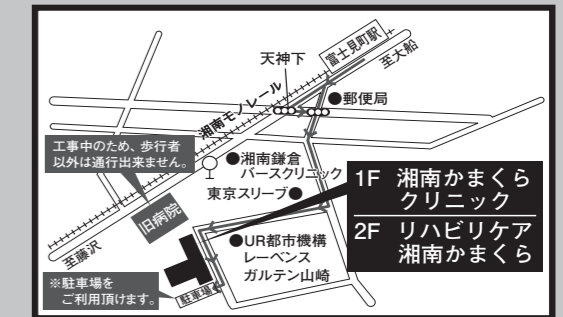 富士見町駅
至大船
天神下
●郵便局
湘南モノレール
工事中のため、歩行者
以外は通行出来ません。
●湘南鎌倉
バースクリニック
東京スリーブ●
旧病院
至藤沢
1F 湘南かまくら
クリニック
2F リハビリケア
湘南かまくら
●UR都市機構
レーベンス
ガルテン山崎
※駐車場を
ご利用頂けます。
駐車場